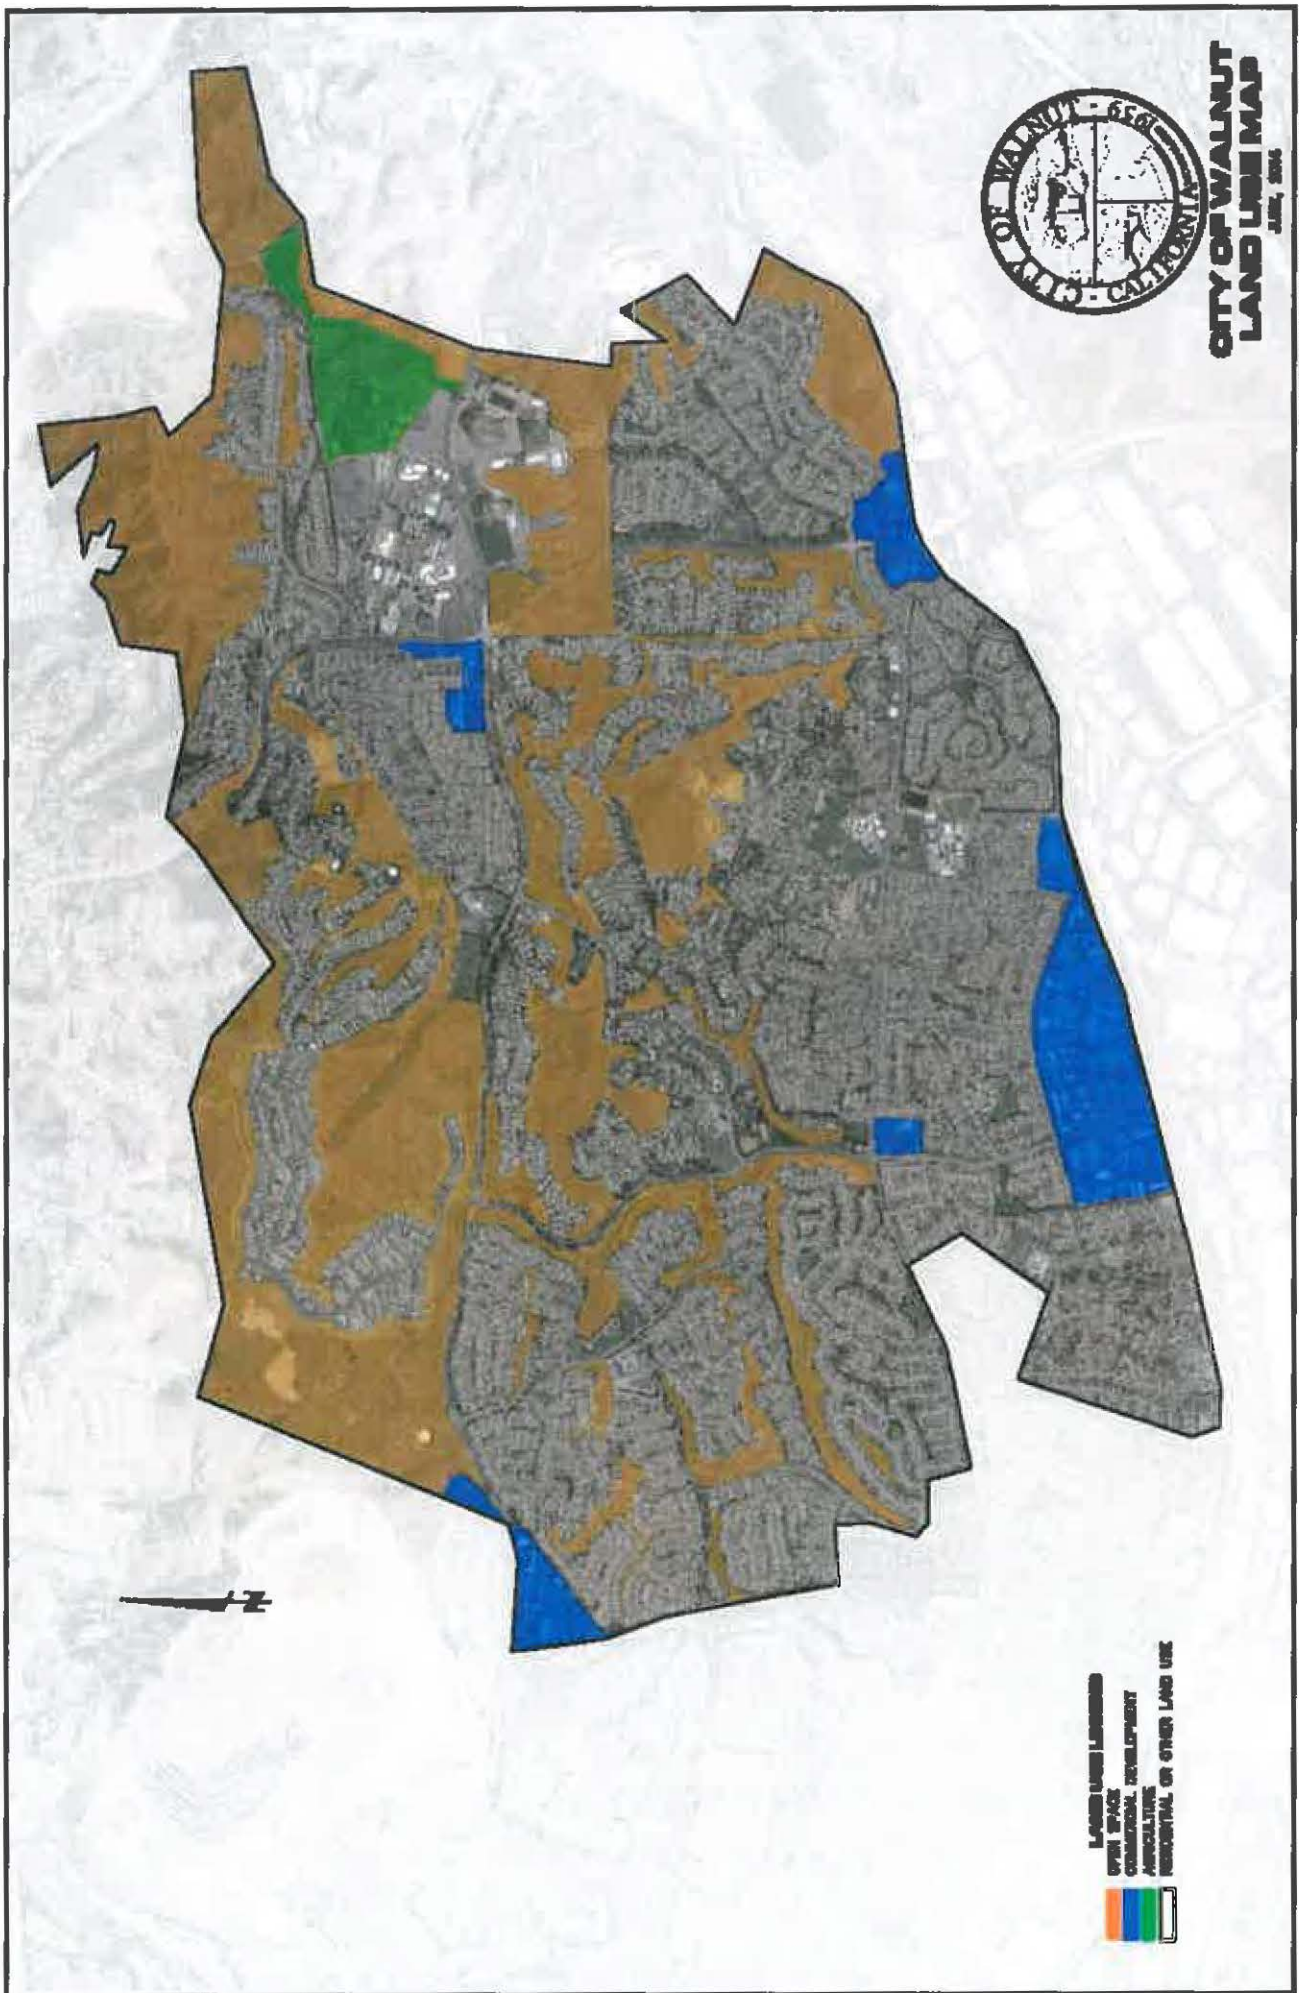 CITY OF WALNUT
LAND USE MAP
CITY OF WALNUT - 1959
CALIFORNIA
N
LAND USE LEGEND
OPEN SPACE
COMMERCIAL DEVELOPMENT
AGRICULTURE
RESIDENTIAL OR OTHER LAND USE